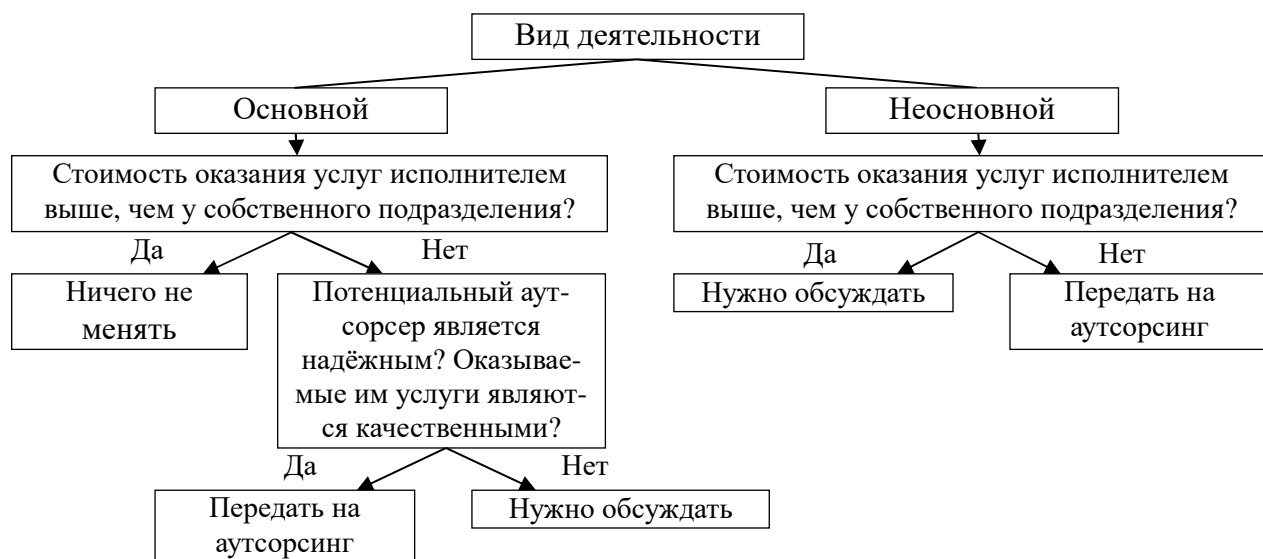 Вид деятельности
Основной
Неосновной
Стоимость оказания услуг исполнителем
выше, чем у собственного подразделения?
Стоимость оказания услуг исполнителем
выше, чем у собственного подразделения?
Да
Нет
Да
Нет
Ничего не
менять
Потенциальный аут-
сорсер является
надёжным? Оказывае-
мые им услуги являют-
ся качественными?
Нужно обсуждать
Передать на
аутсорсинг
Да
Нет
Передать на
аутсорсинг
Нужно обсуждать